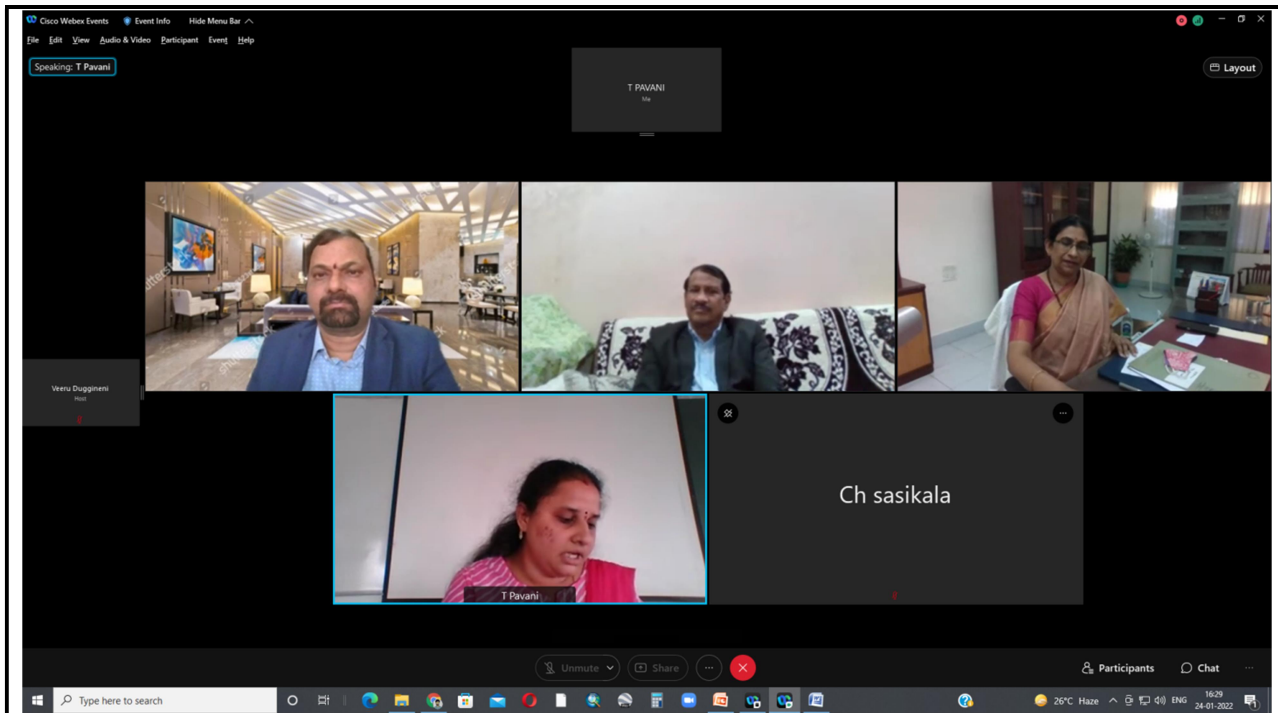 Cisco Webex Events Event Info Hide Menu Bar
File Edit View Audio & Video Participant Event Help
Speaking: T Pavani
T PAVANI
Me
Layout
Veeru Duggineni
Host
T Pavani
Ch sasikala
Unmute Share
Participants Chat
Type here to search
26°C Haze ENG
16:29
24-01-2022